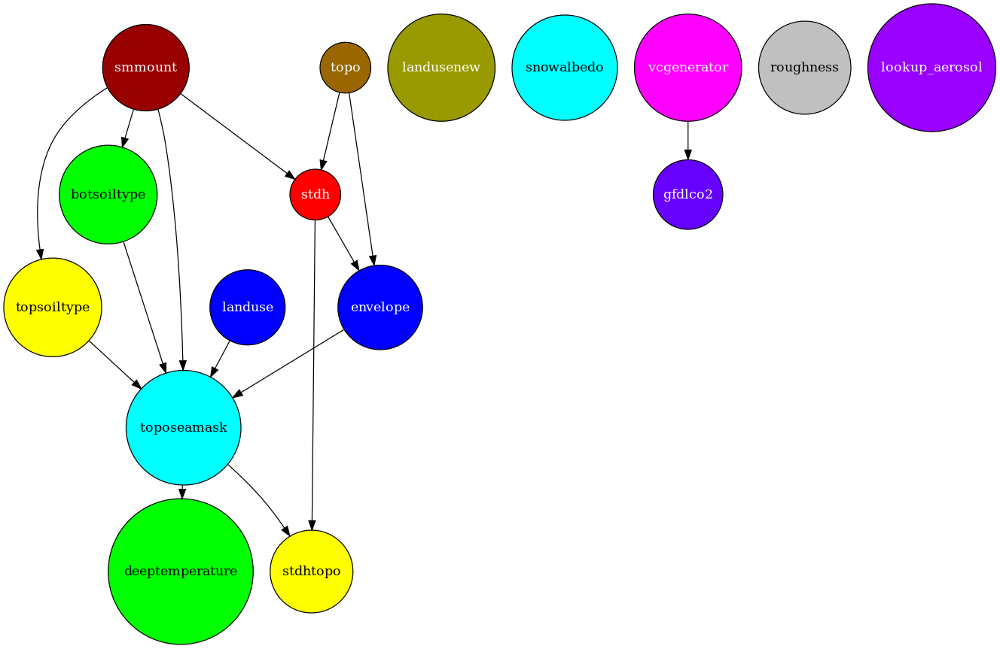 smmount
topo
landusenew
snowalbedo
vcgenerator
roughness
lookup_aerosol
botsoiltype
stdh
gfdlco2
topsoiltype
landuse
envelope
toposeamask
deeptemperature
stdhtopo